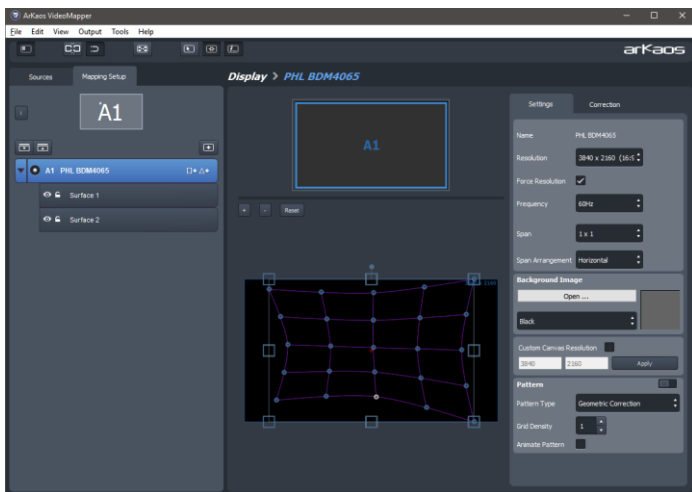 ArKaos VideoMapper
File Edit View Output Tools Help
arKaos
Sources Mapping Setup
Display > PHL BDM4065
A1
A1 PHL BDM4065
Surface 1
Surface 2
A1
+ - Reset
2160
Settings Correction
Name PHL BDM4065
Resolution 3840 x 2160 (16:9
Force Resolution
Frequency 60Hz
Span 1 x 1
Span Arrangement Horizontal
Background Image
Open ...
Black
Custom Canvas Resolution
3840 2160 Apply
Pattern
Pattern Type Geometric Correction
Grid Density 1
Animate Pattern